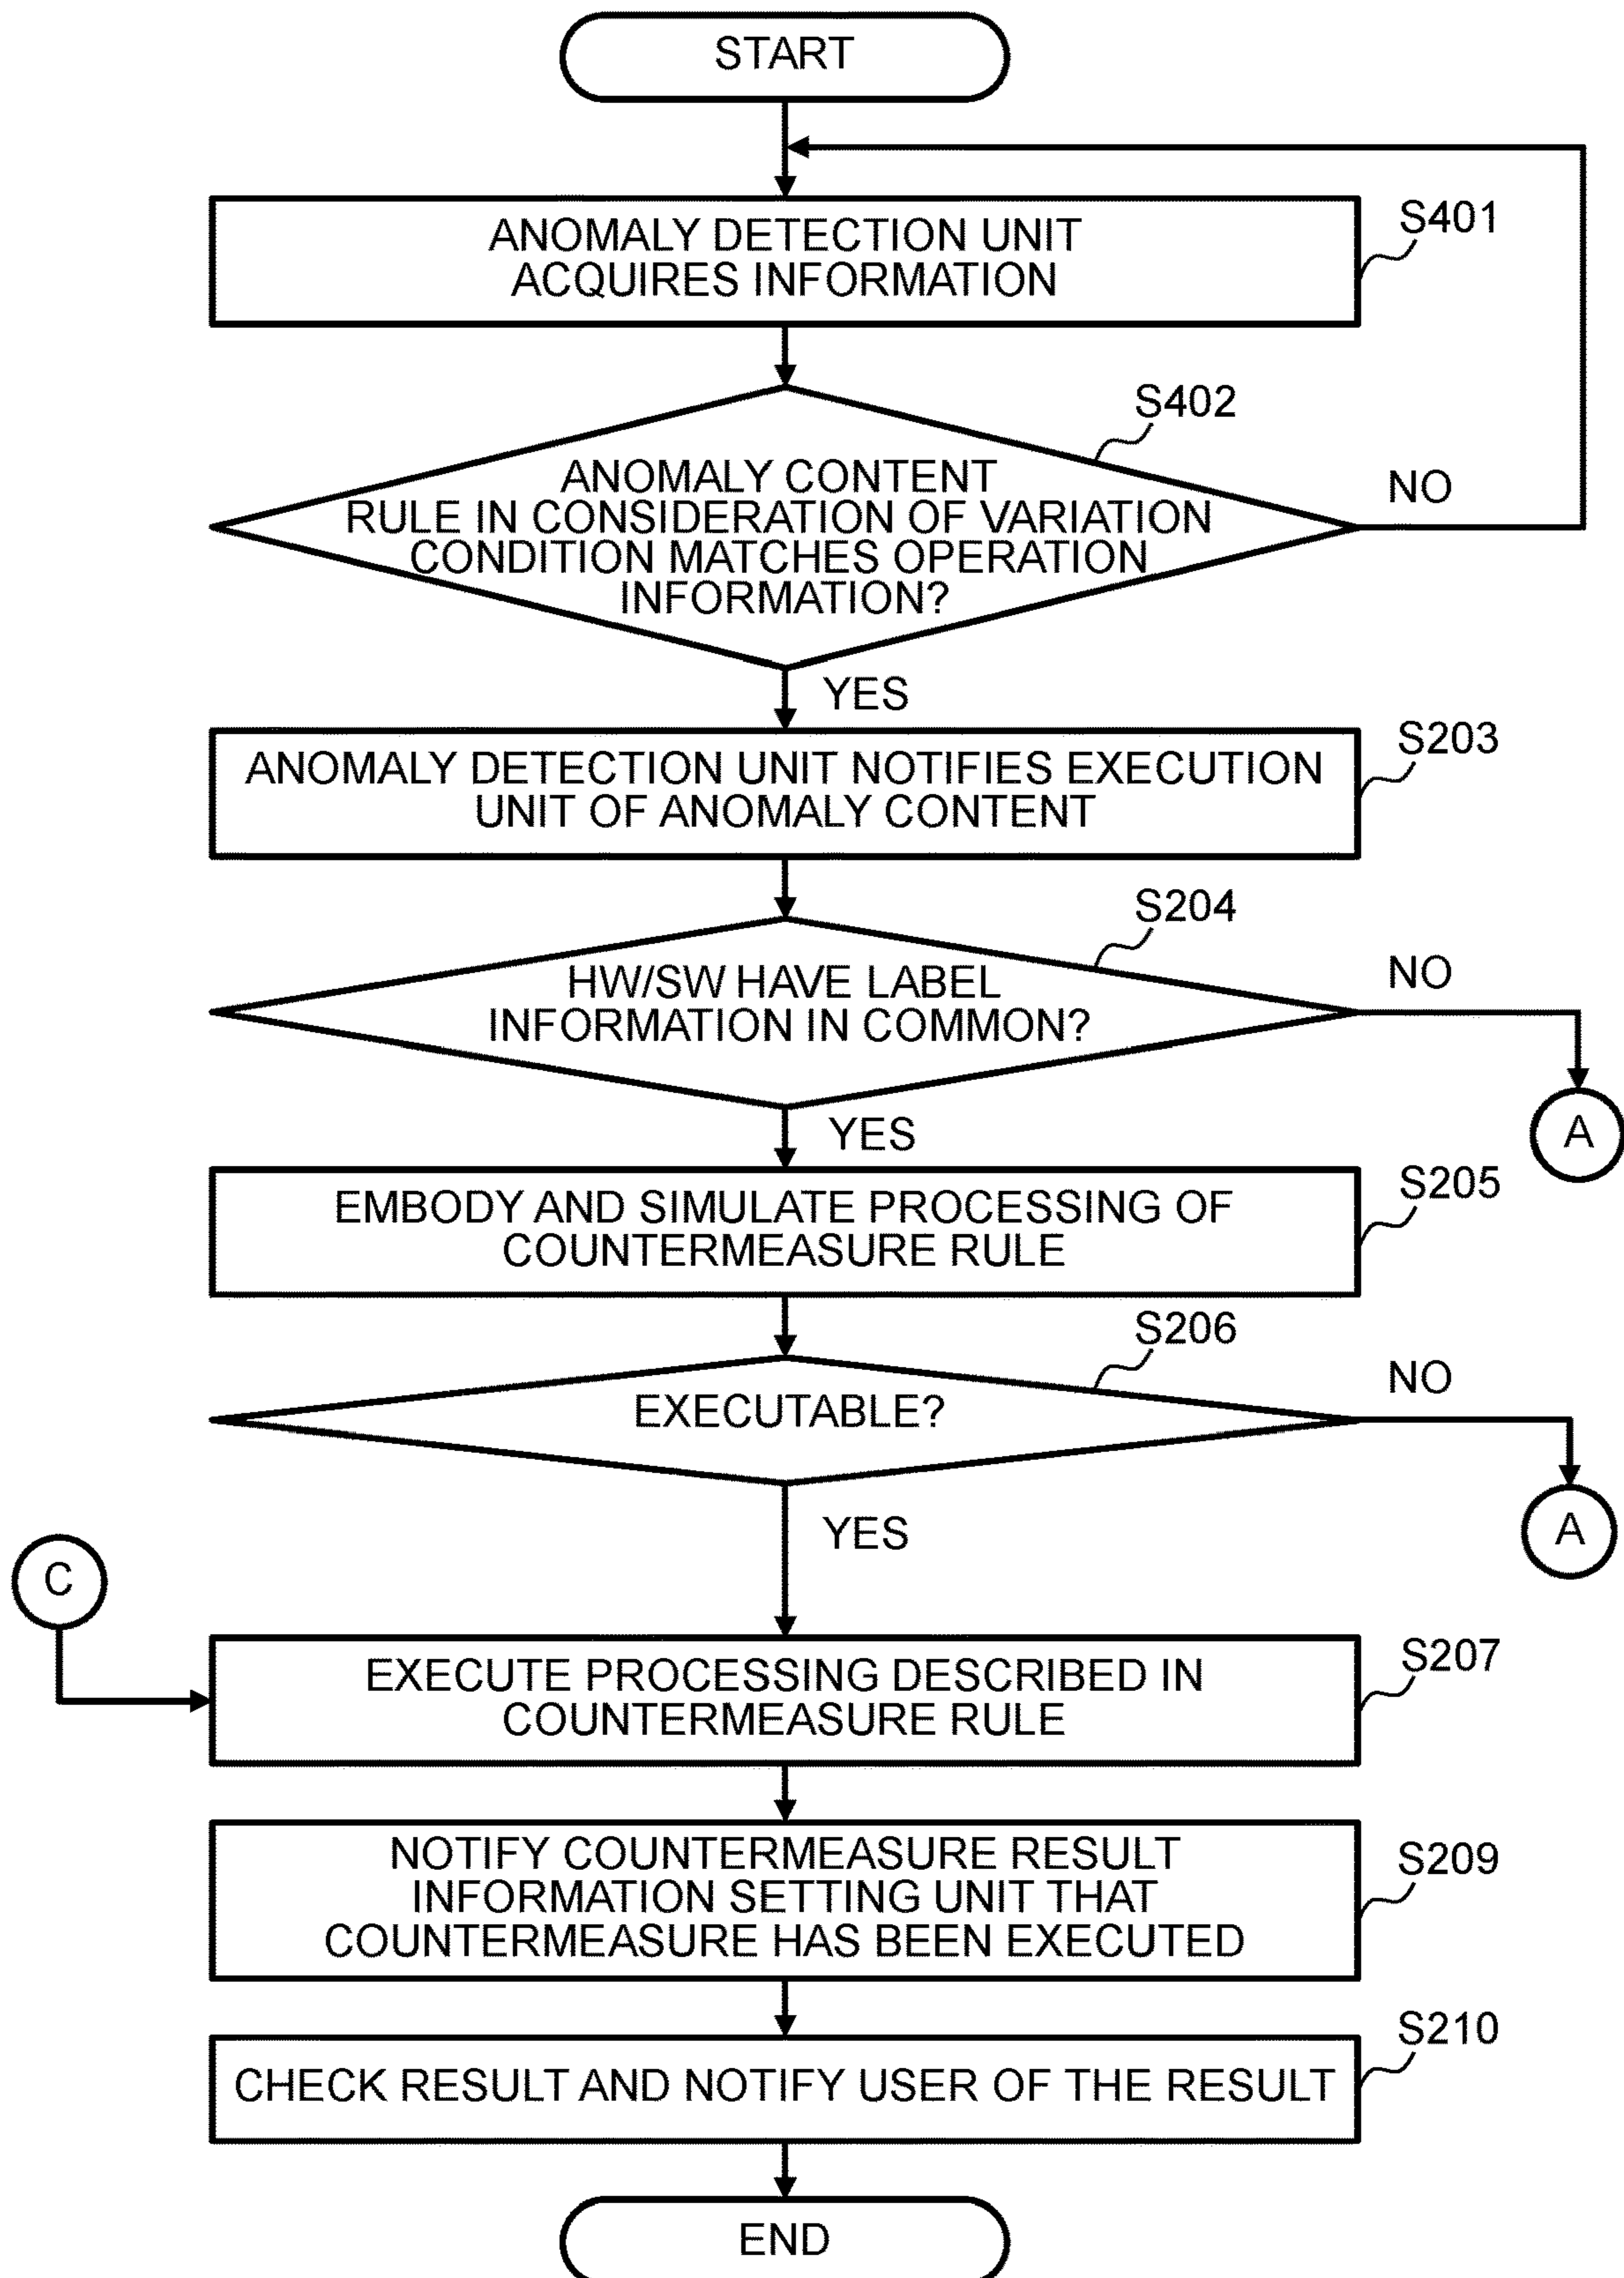 START
ANOMALY DETECTION UNIT
ACQUIRES INFORMATION
S401
S402
ANOMALY CONTENT
RULE IN CONSIDERATION OF VARIATION
CONDITION MATCHES OPERATION
INFORMATION?
NO
YES
ANOMALY DETECTION UNIT NOTIFIES EXECUTION
UNIT OF ANOMALY CONTENT
S203
S204
HW/SW HAVE LABEL
INFORMATION IN COMMON?
NO
A
YES
EMBODY AND SIMULATE PROCESSING OF
COUNTERMEASURE RULE
S205
S206
EXECUTABLE?
NO
A
YES
C
EXECUTE PROCESSING DESCRIBED IN
COUNTERMEASURE RULE
S207
NOTIFY COUNTERMEASURE RESULT
INFORMATION SETTING UNIT THAT
COUNTERMEASURE HAS BEEN EXECUTED
S209
S210
CHECK RESULT AND NOTIFY USER OF THE RESULT
END